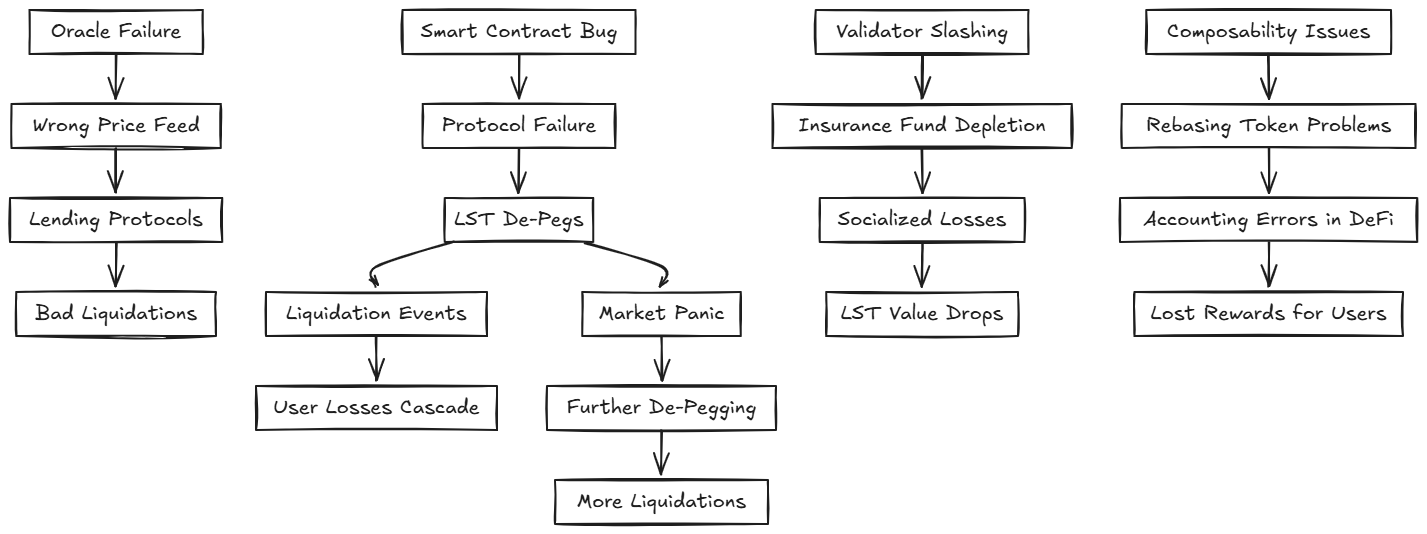 Oracle Failure
Smart Contract Bug
Validator Slashing
Composability Issues
Wrong Price Feed
Protocol Failure
Insurance Fund Depletion
Rebasing Token Problems
Lending Protocols
LST De-Pegs
Socialized Losses
Accounting Errors in DeFi
Bad Liquidations
Liquidation Events
Market Panic
LST Value Drops
Lost Rewards for Users
User Losses Cascade
Further De-Pegging
More Liquidations